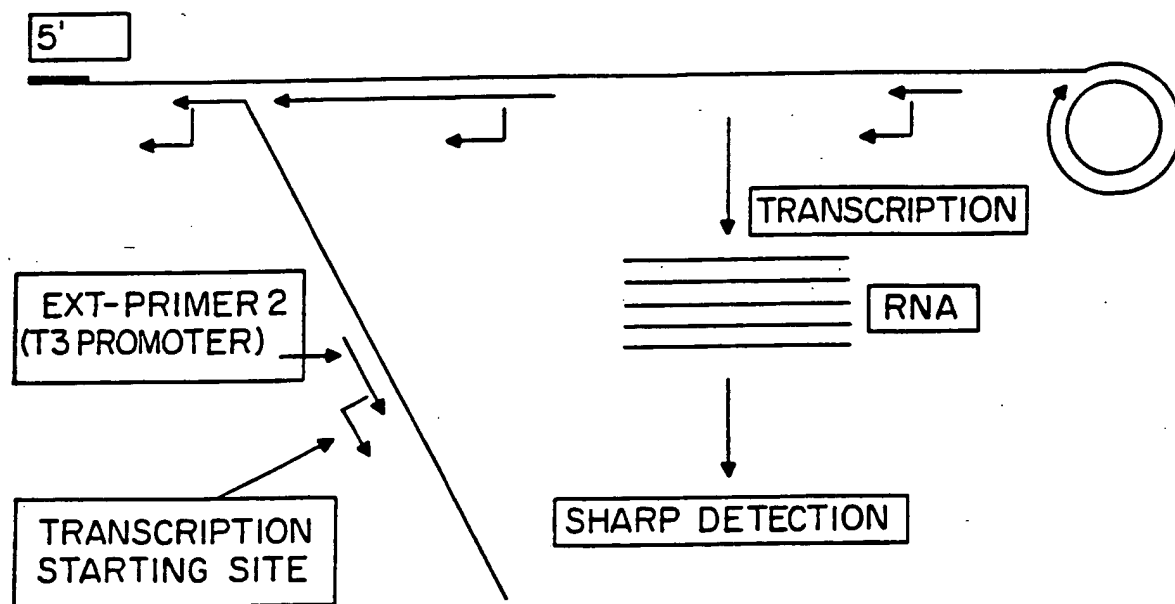 5'
TRANSCRIPTION
EXT-PRIMER 2
(T3 PROMOTER)
RNA
TRANSCRIPTION
STARTING SITE
SHARP DETECTION